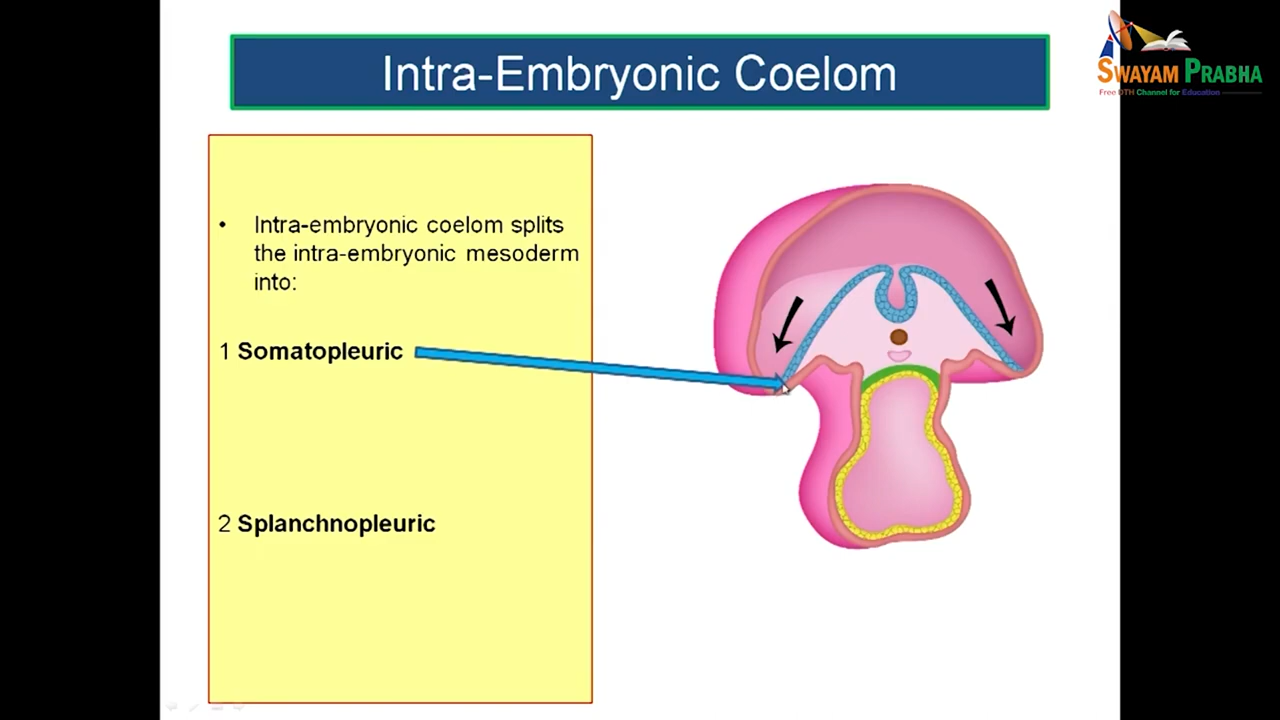 Intra-Embryonic Coelom
SWAYAM PRABHA
Free DTH Channel for Education
• Intra-embryonic coelom splits
the intra-embryonic mesoderm
into:
1 Somatopleuric
2 Splanchnopleuric